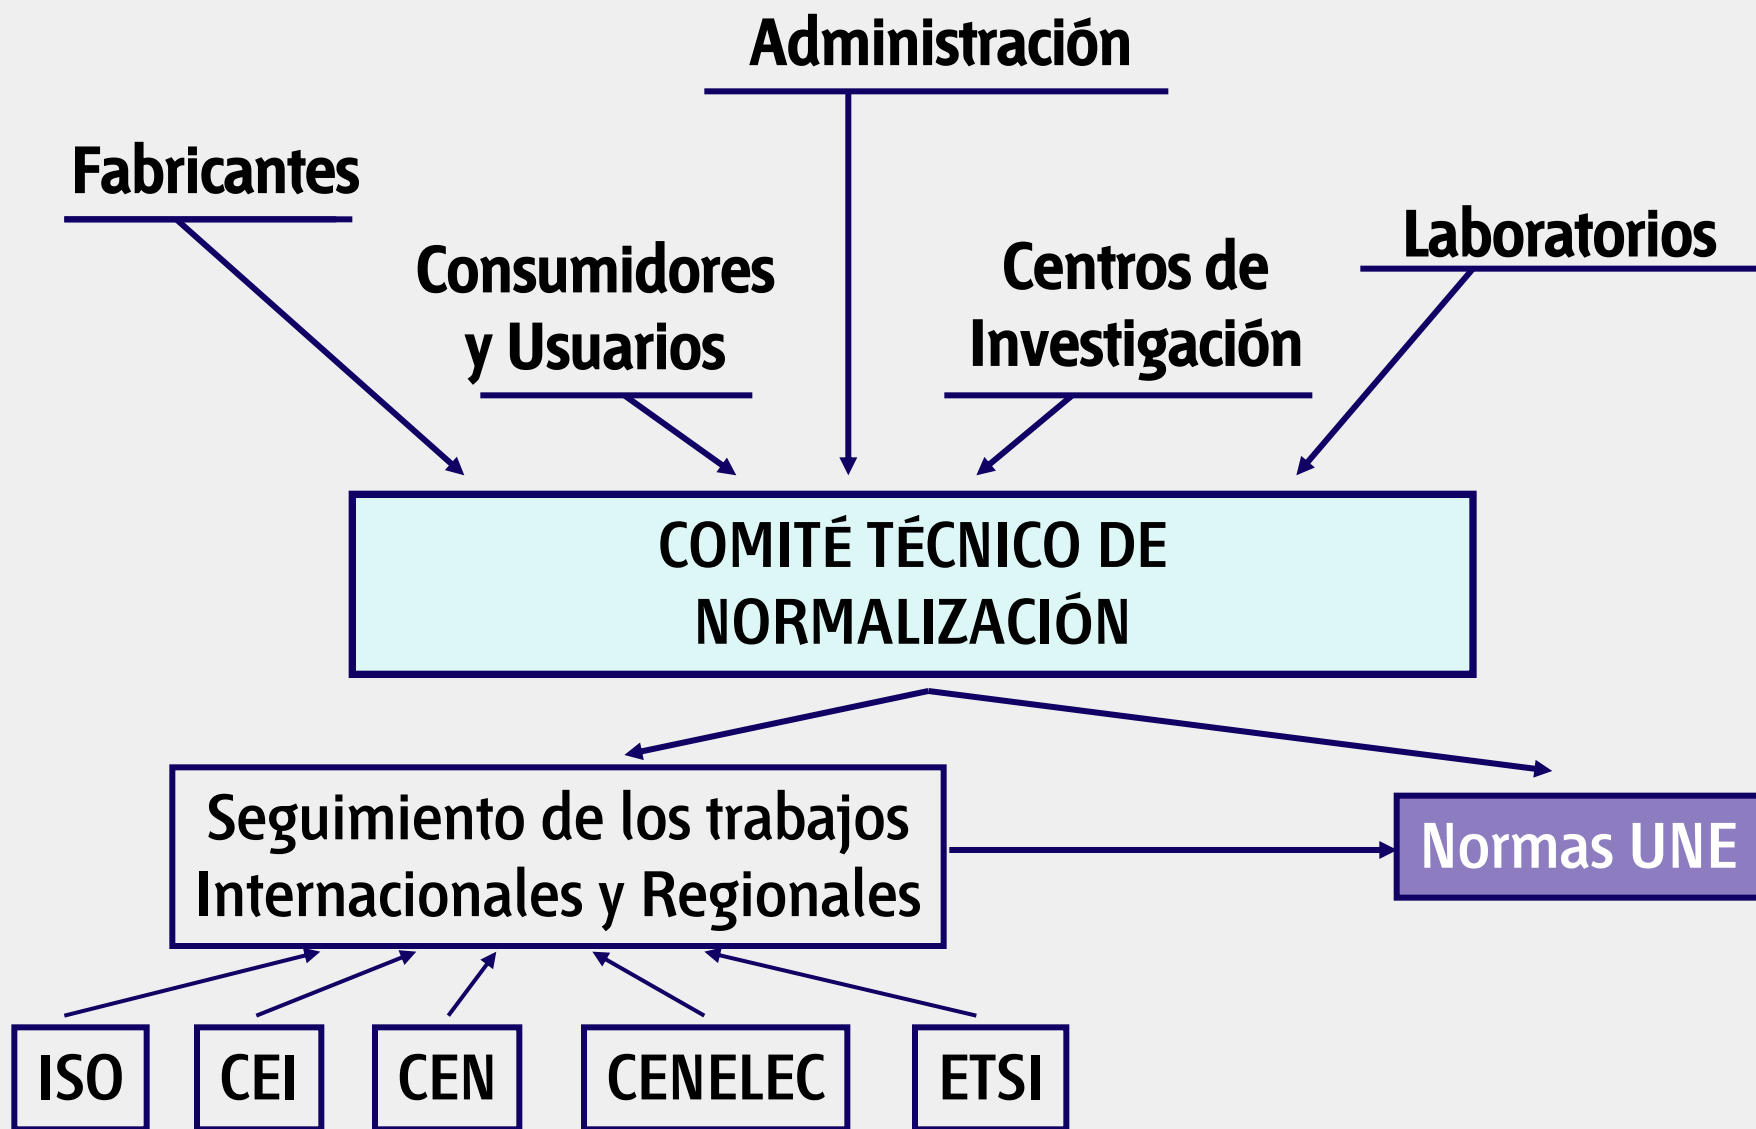 Administración
Fabricantes
Laboratorios
Consumidores
y Usuarios
Centros de
Investigación
COMITÉ TÉCNICO DE
NORMALIZACIÓN
Seguimiento de los trabajos
Internacionales y Regionales
Normas UNE
ISO
CEI
CEN
CENELEC
ETSI